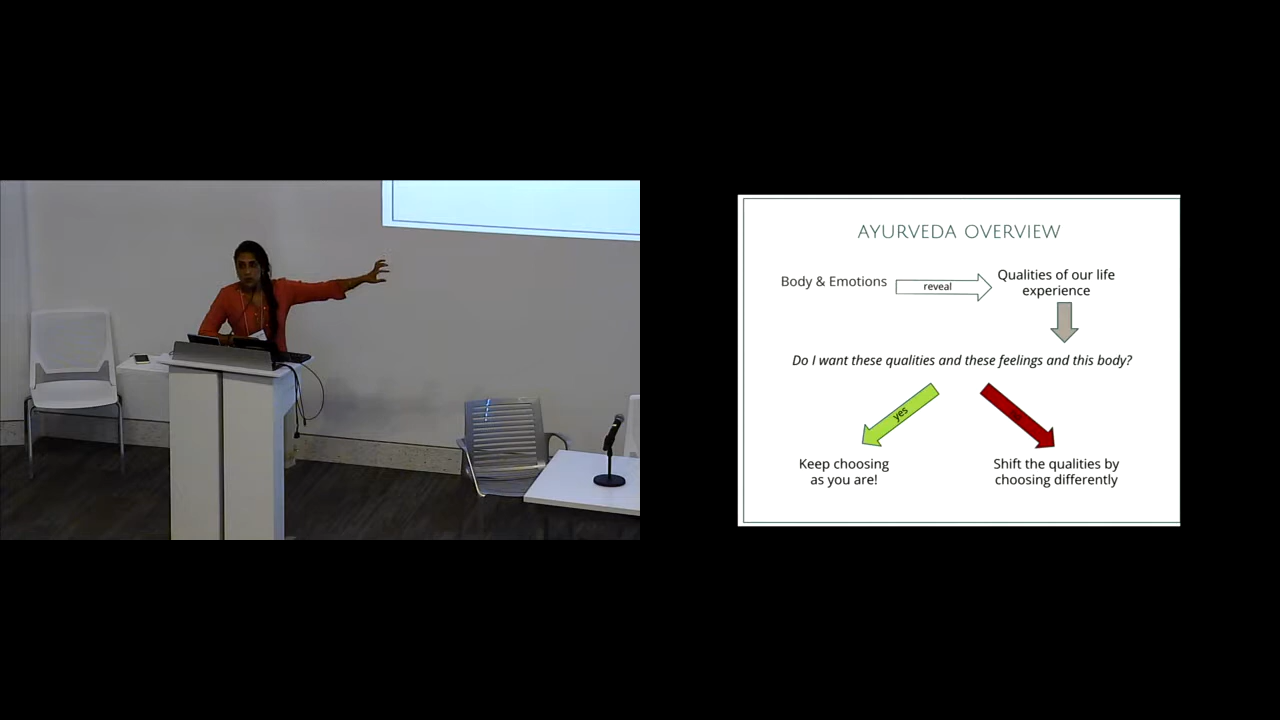 AYURVEDA OVERVIEW
Body & Emotions
reveal
Qualities of our life
experience
Do I want these qualities and these feelings and this body?
yes
Keep choosing
as you are!
Shift the qualities by
choosing differently